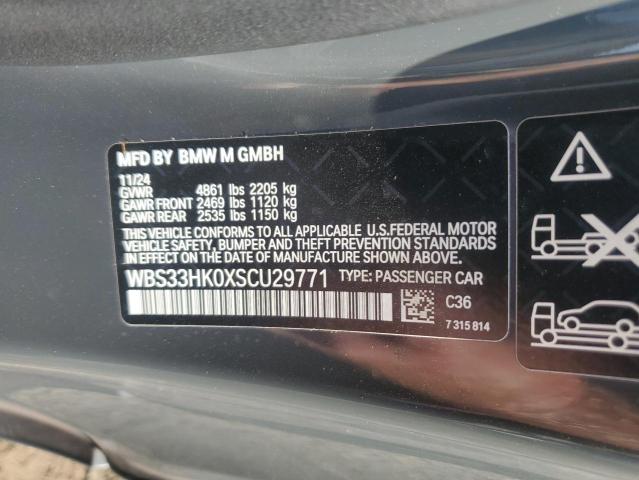 MFD BY BMW M GMBH
11/24
GVWR 4861 lbs 2205 kg
GAWR FRONT 2469 lbs 1120 kg
GAWR REAR 2535 lbs 1150 kg
THIS VEHICLE CONFORMS TO ALL APPLICABLE U.S.FEDERAL MOTOR
VEHICLE SAFETY, BUMPER AND THEFT PREVENTION STANDARDS
IN EFFECT ON THE DATE OF MANUFACTURE SHOWN ABOVE.
WBS33HK0XSCU29771 TYPE: PASSENGER CAR
C36
7 315 814